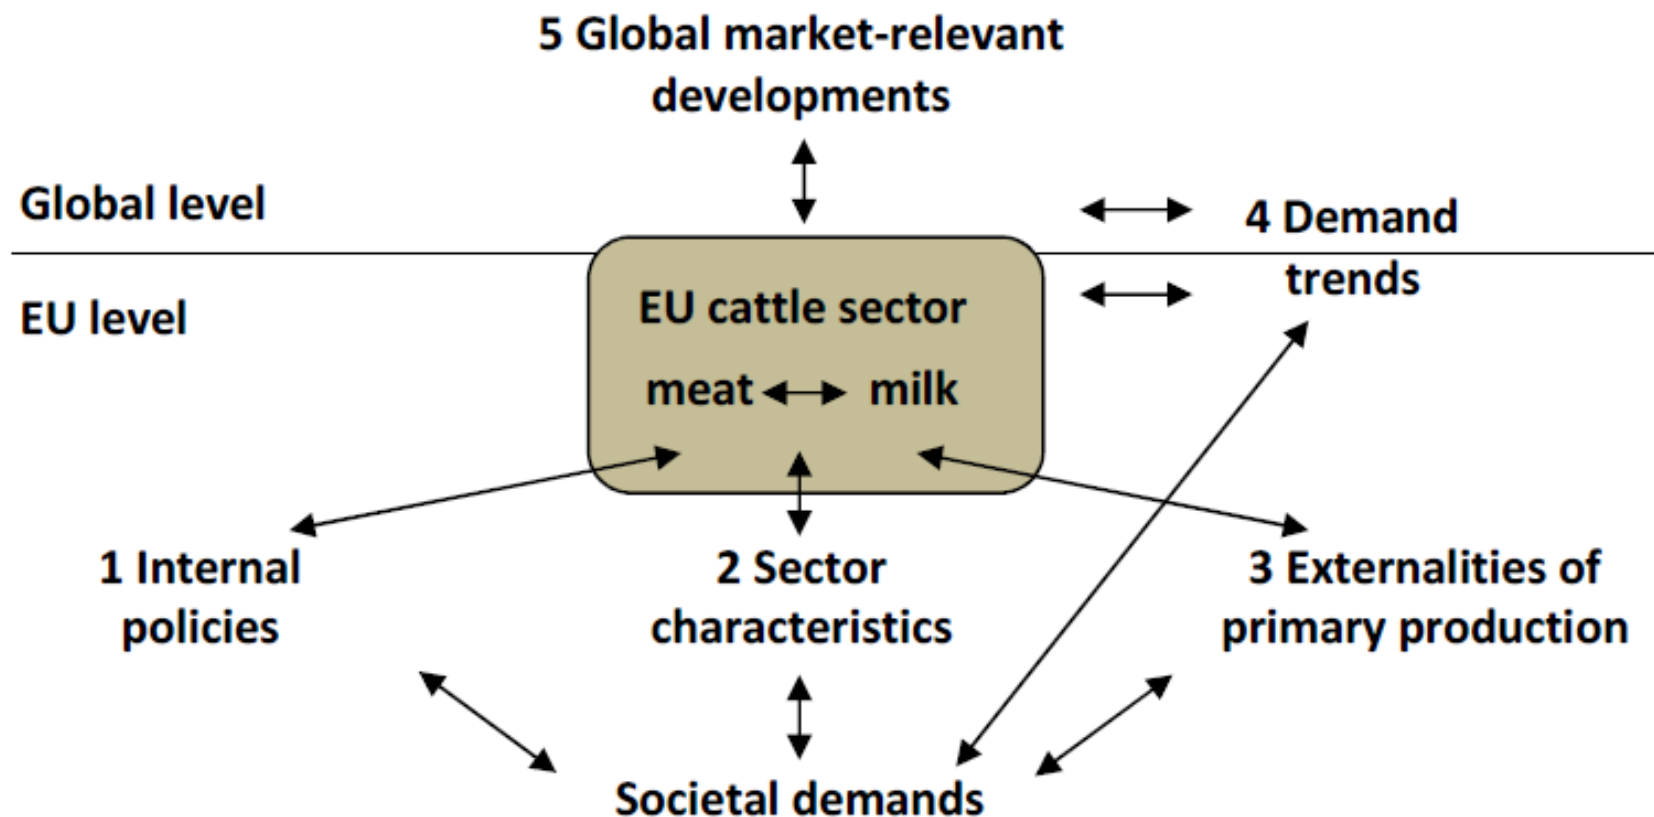 5 Global market-relevant
developments
Global level
4 Demand
trends
EU level
EU cattle sector
meat milk
1 Internal
policies
2 Sector
characteristics
3 Externalities of
primary production
Societal demands